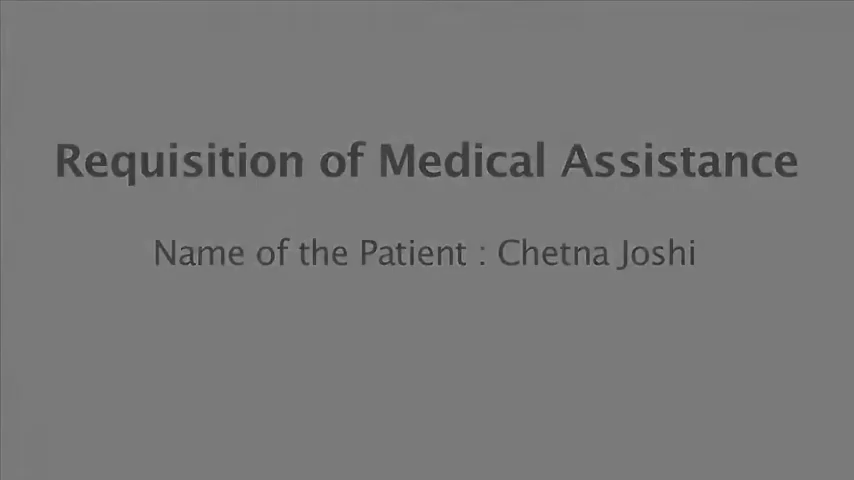 Requisition of Medical Assistance
Name of the Patient : Chetna Joshi